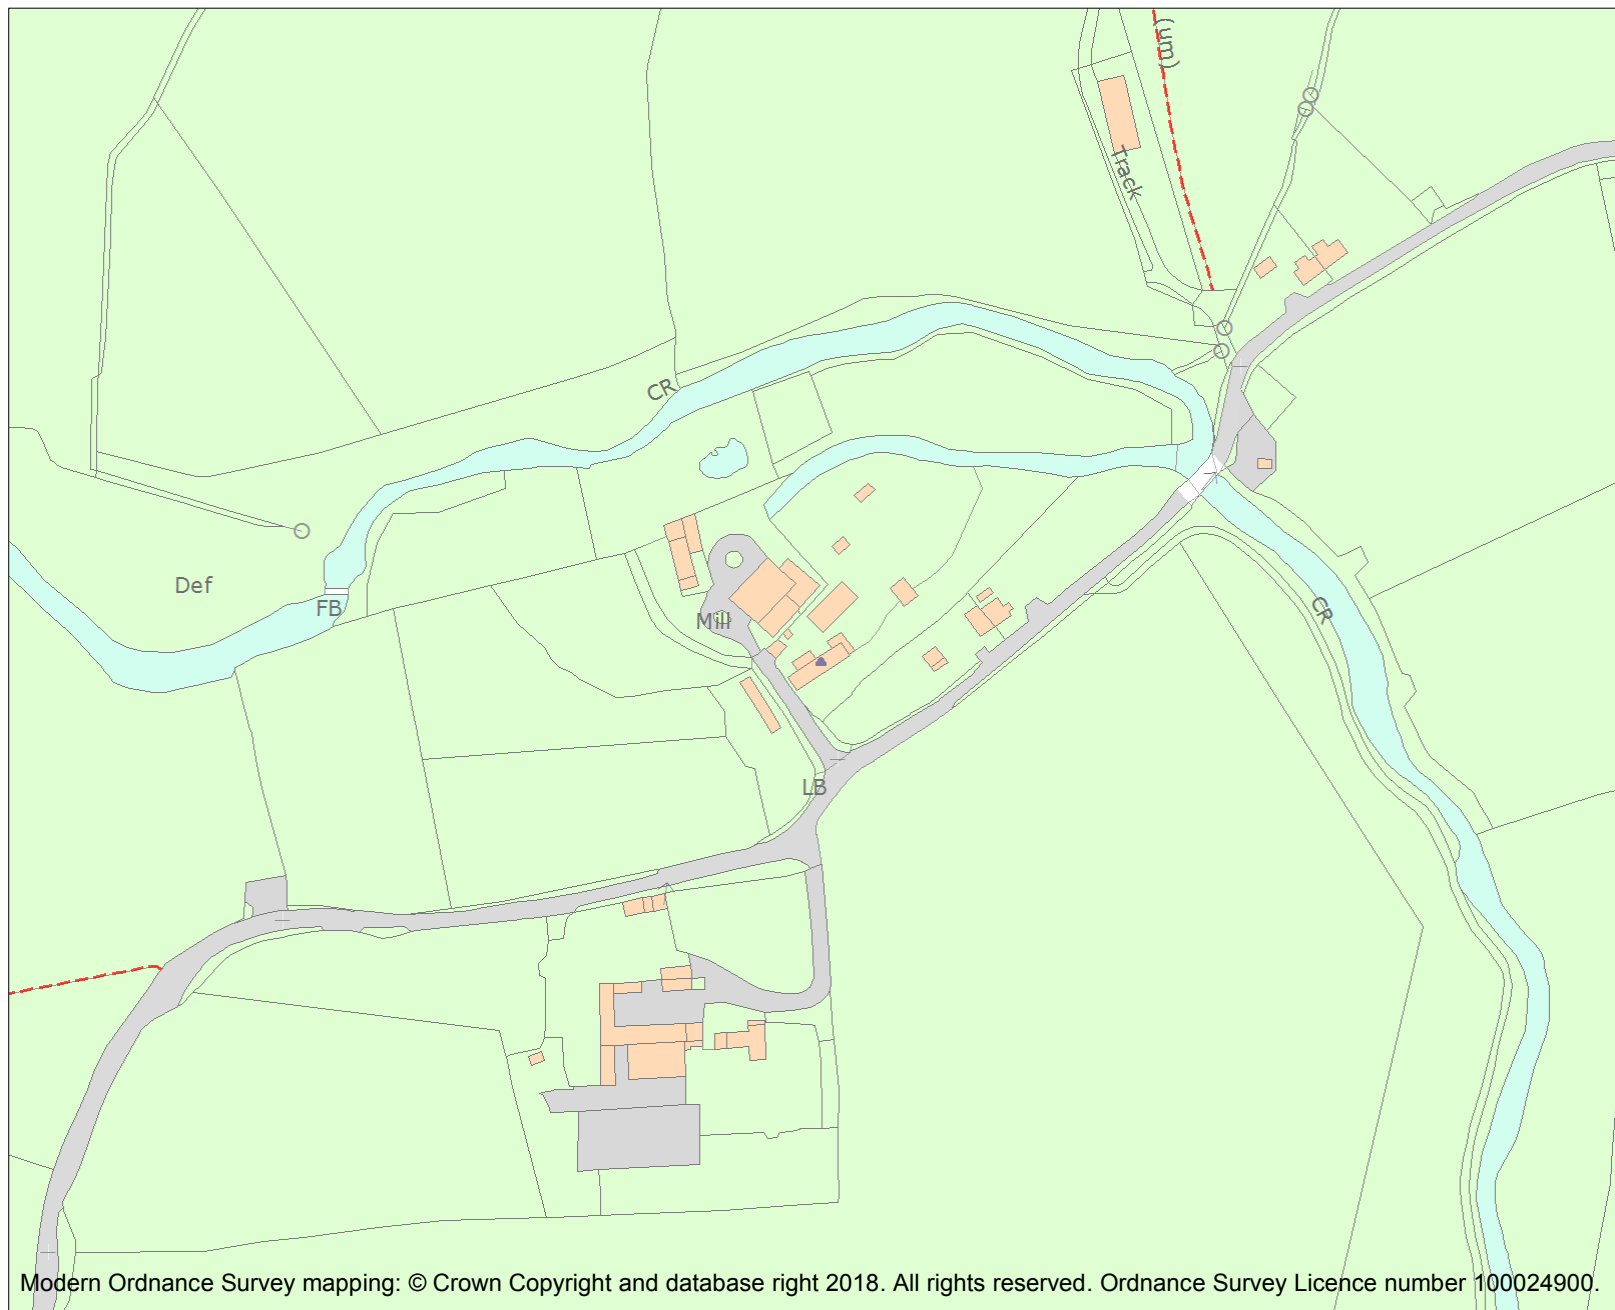 (um)
Track
CR
Def
FB
Mill
CR
LB
Modern Ordnance Survey mapping: © Crown Copyright and database right 2018. All rights reserved. Ordnance Survey Licence number 100024900.